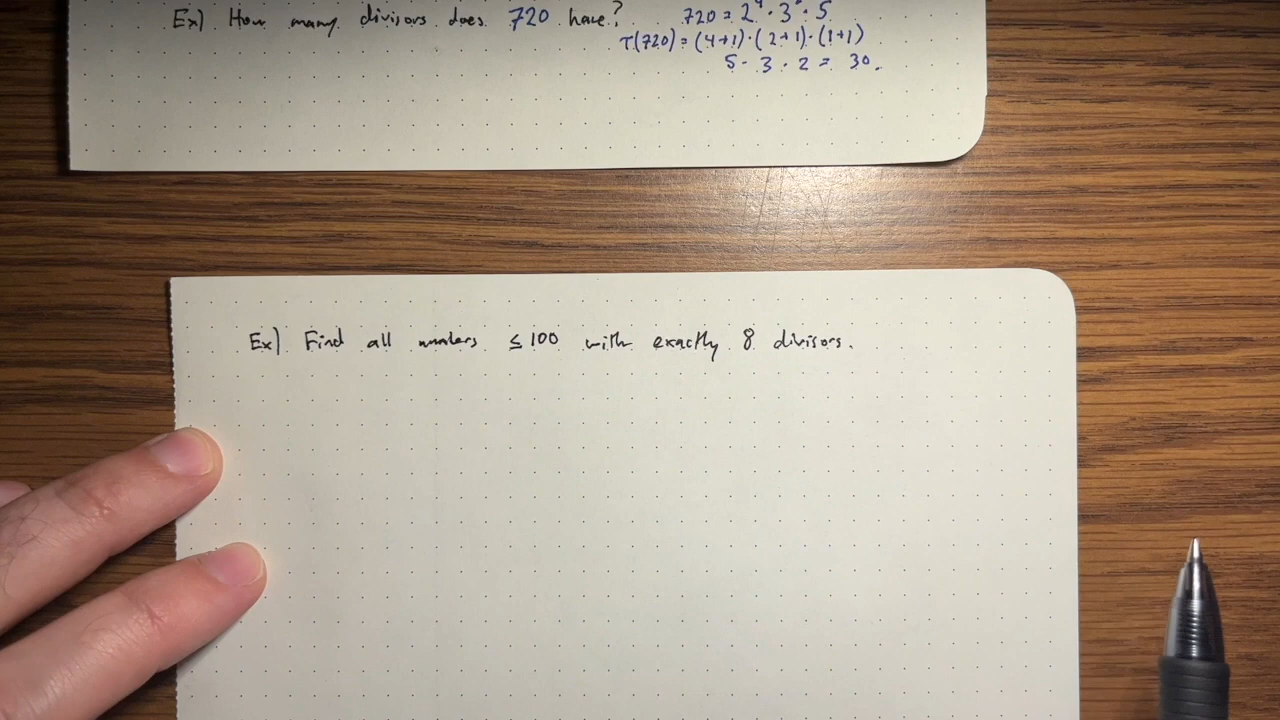 Ex) How many divisors does 720 have? 720 = 2⁴ · 3² · 5
τ(720) = (4+1)·(2+1)·(1+1)
5 · 3 · 2 = 30.
Ex) Find all numbers ≤ 100 with exactly 8 divisors.